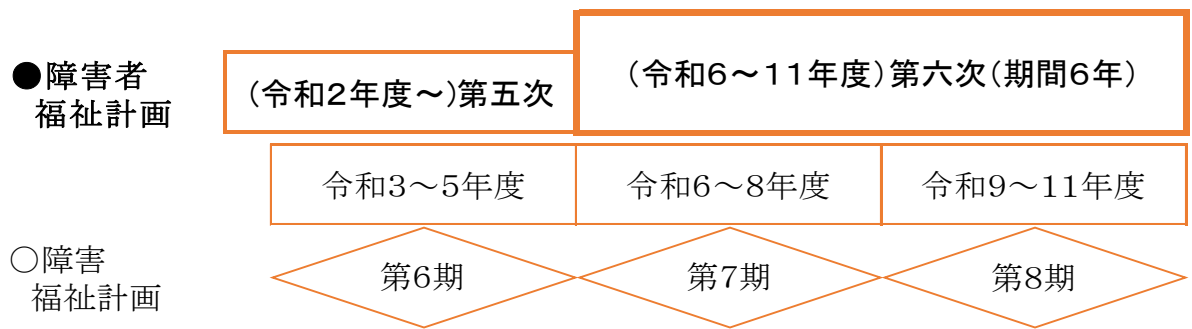 ●障害者
福祉計画
(令和２年度～)第五次
(令和６～１１年度)第六次(期間６年)
令和３～５年度
令和６～８年度
令和９～１１年度
○障害
福祉計画
第６期
第７期
第８期